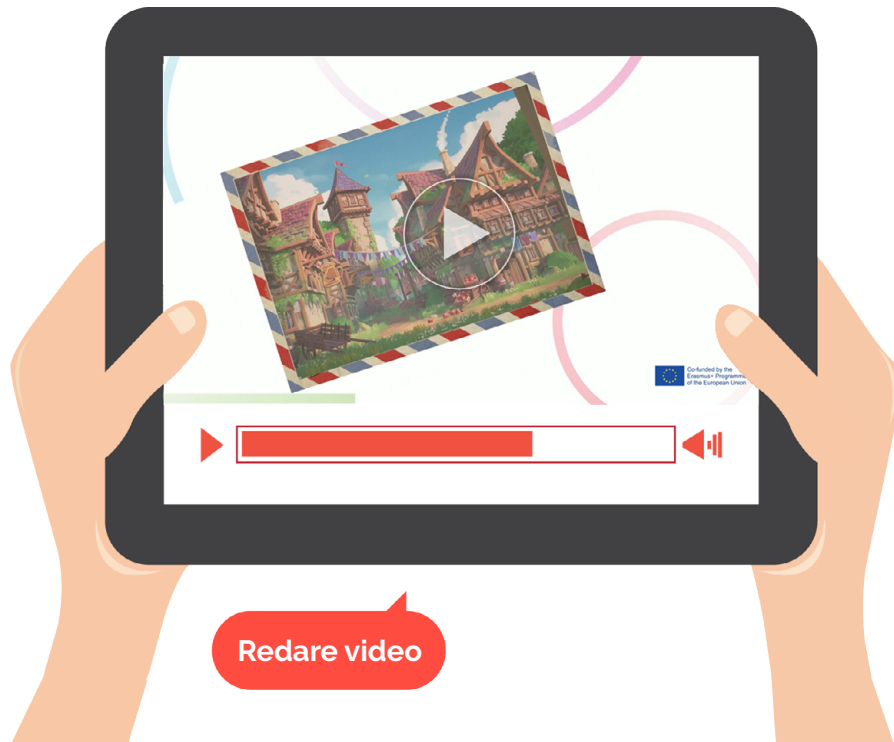 Co-funded by the
Erasmus+ Programme
of the European Union
Redare video